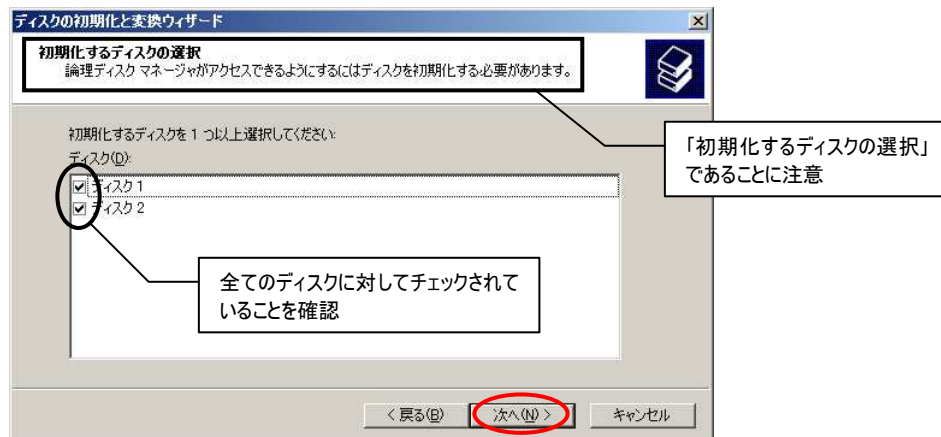 ディスクの初期化と変換ウィザード
初期化するディスクの選択
論理ディスク マネージャがアクセスできるようにするにはディスクを初期化する必要があります。
初期化するディスクを 1 つ以上選択してください:
ディスク(D):
ディスク 1
ディスク 2
「初期化するディスクの選択」
であることに注意
全てのディスクに対してチェックされて
いることを確認
< 戻る(B)
次へ(N) >
キャンセル